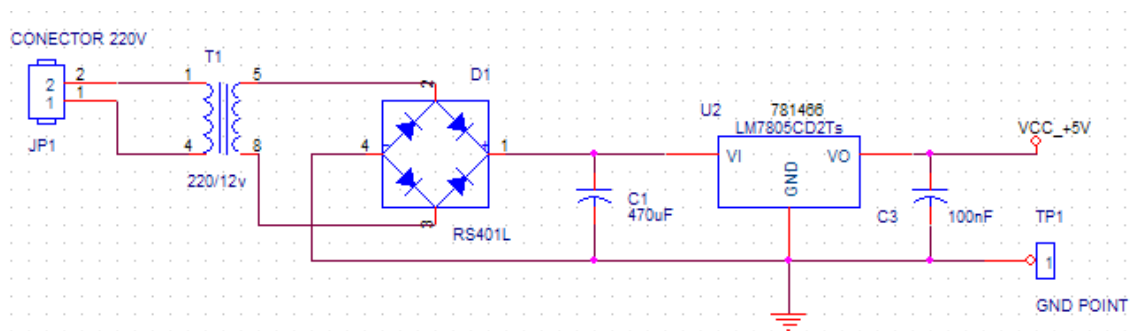 CONECTOR 220V
T1
2
1
2
1
JP1
1
4
5
8
220/12v
D1
2
4
-
+
1
3
RS401L
C1
470uF
U2
781466
LM7805CD2Ts
VI
VO
GND
C3
100nF
VCC_+5V
TP1
1
GND POINT